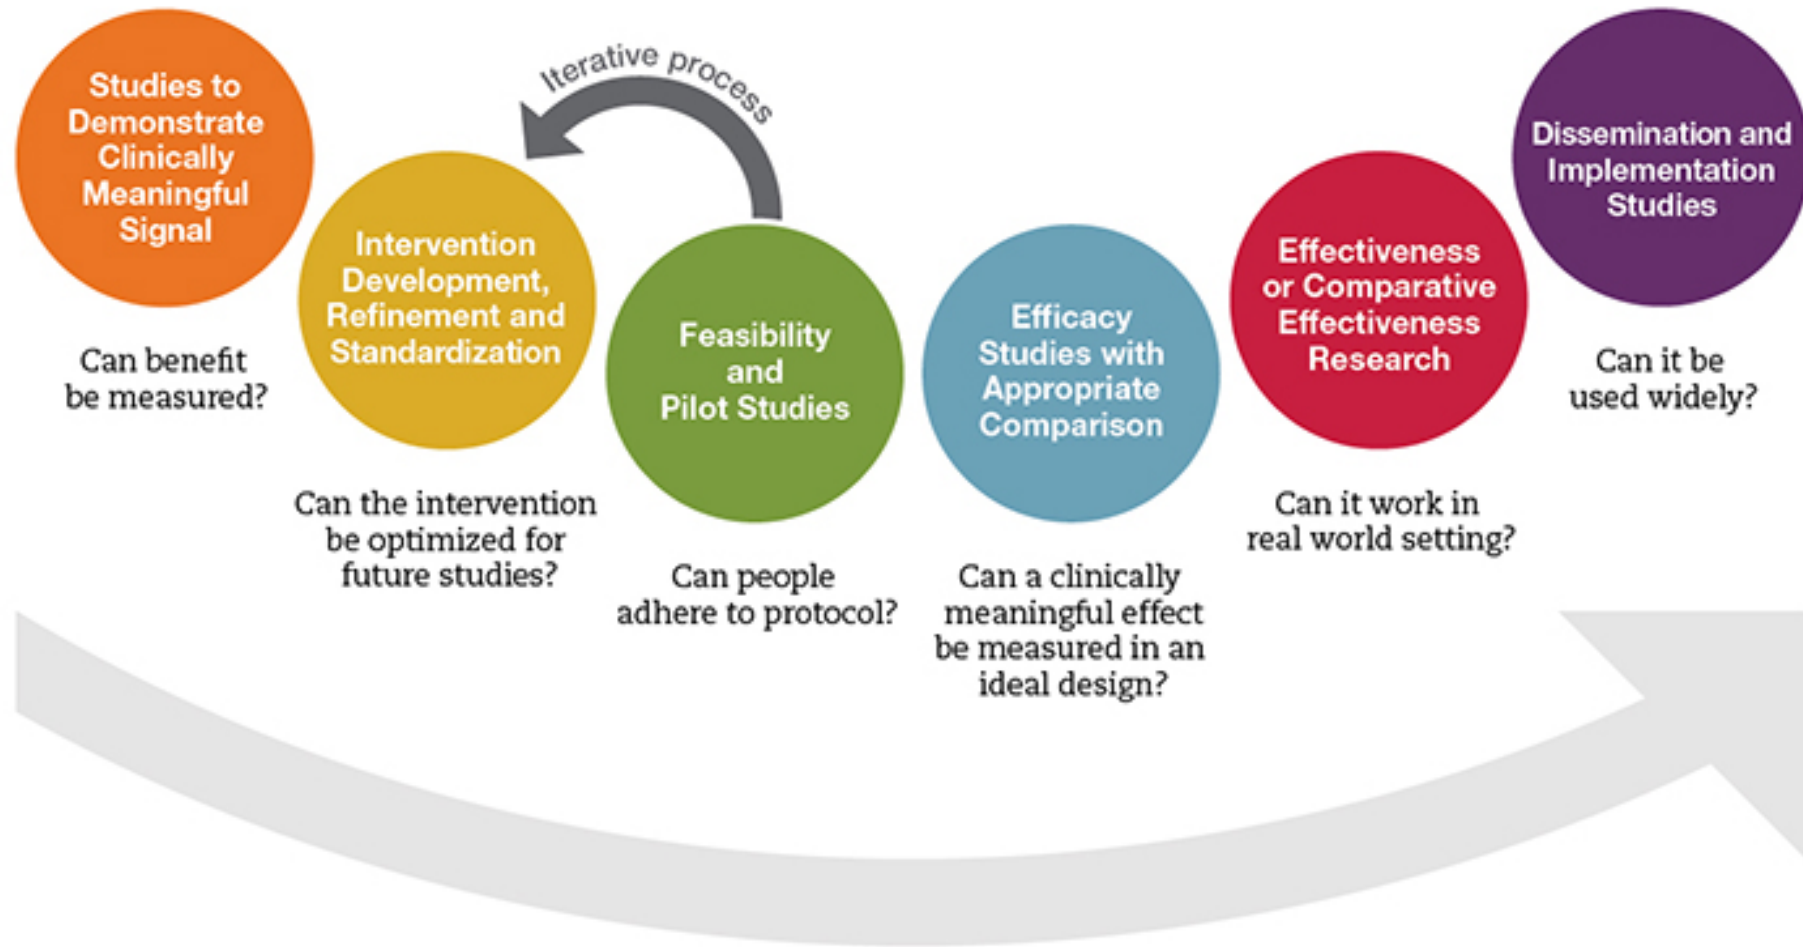 Studies to
Demonstrate
Clinically
Meaningful
Signal
Can benefit
be measured?
Iterative process
Intervention
Development,
Refinement and
Standardization
Can the intervention
be optimized for
future studies?
Feasibility
and
Pilot Studies
Can people
adhere to protocol?
Efficacy
Studies with
Appropriate
Comparison
Can a clinically
meaningful effect
be measured in an
ideal design?
Effectiveness
or Comparative
Effectiveness
Research
Can it work in
real world setting?
Dissemination and
Implementation
Studies
Can it be
used widely?